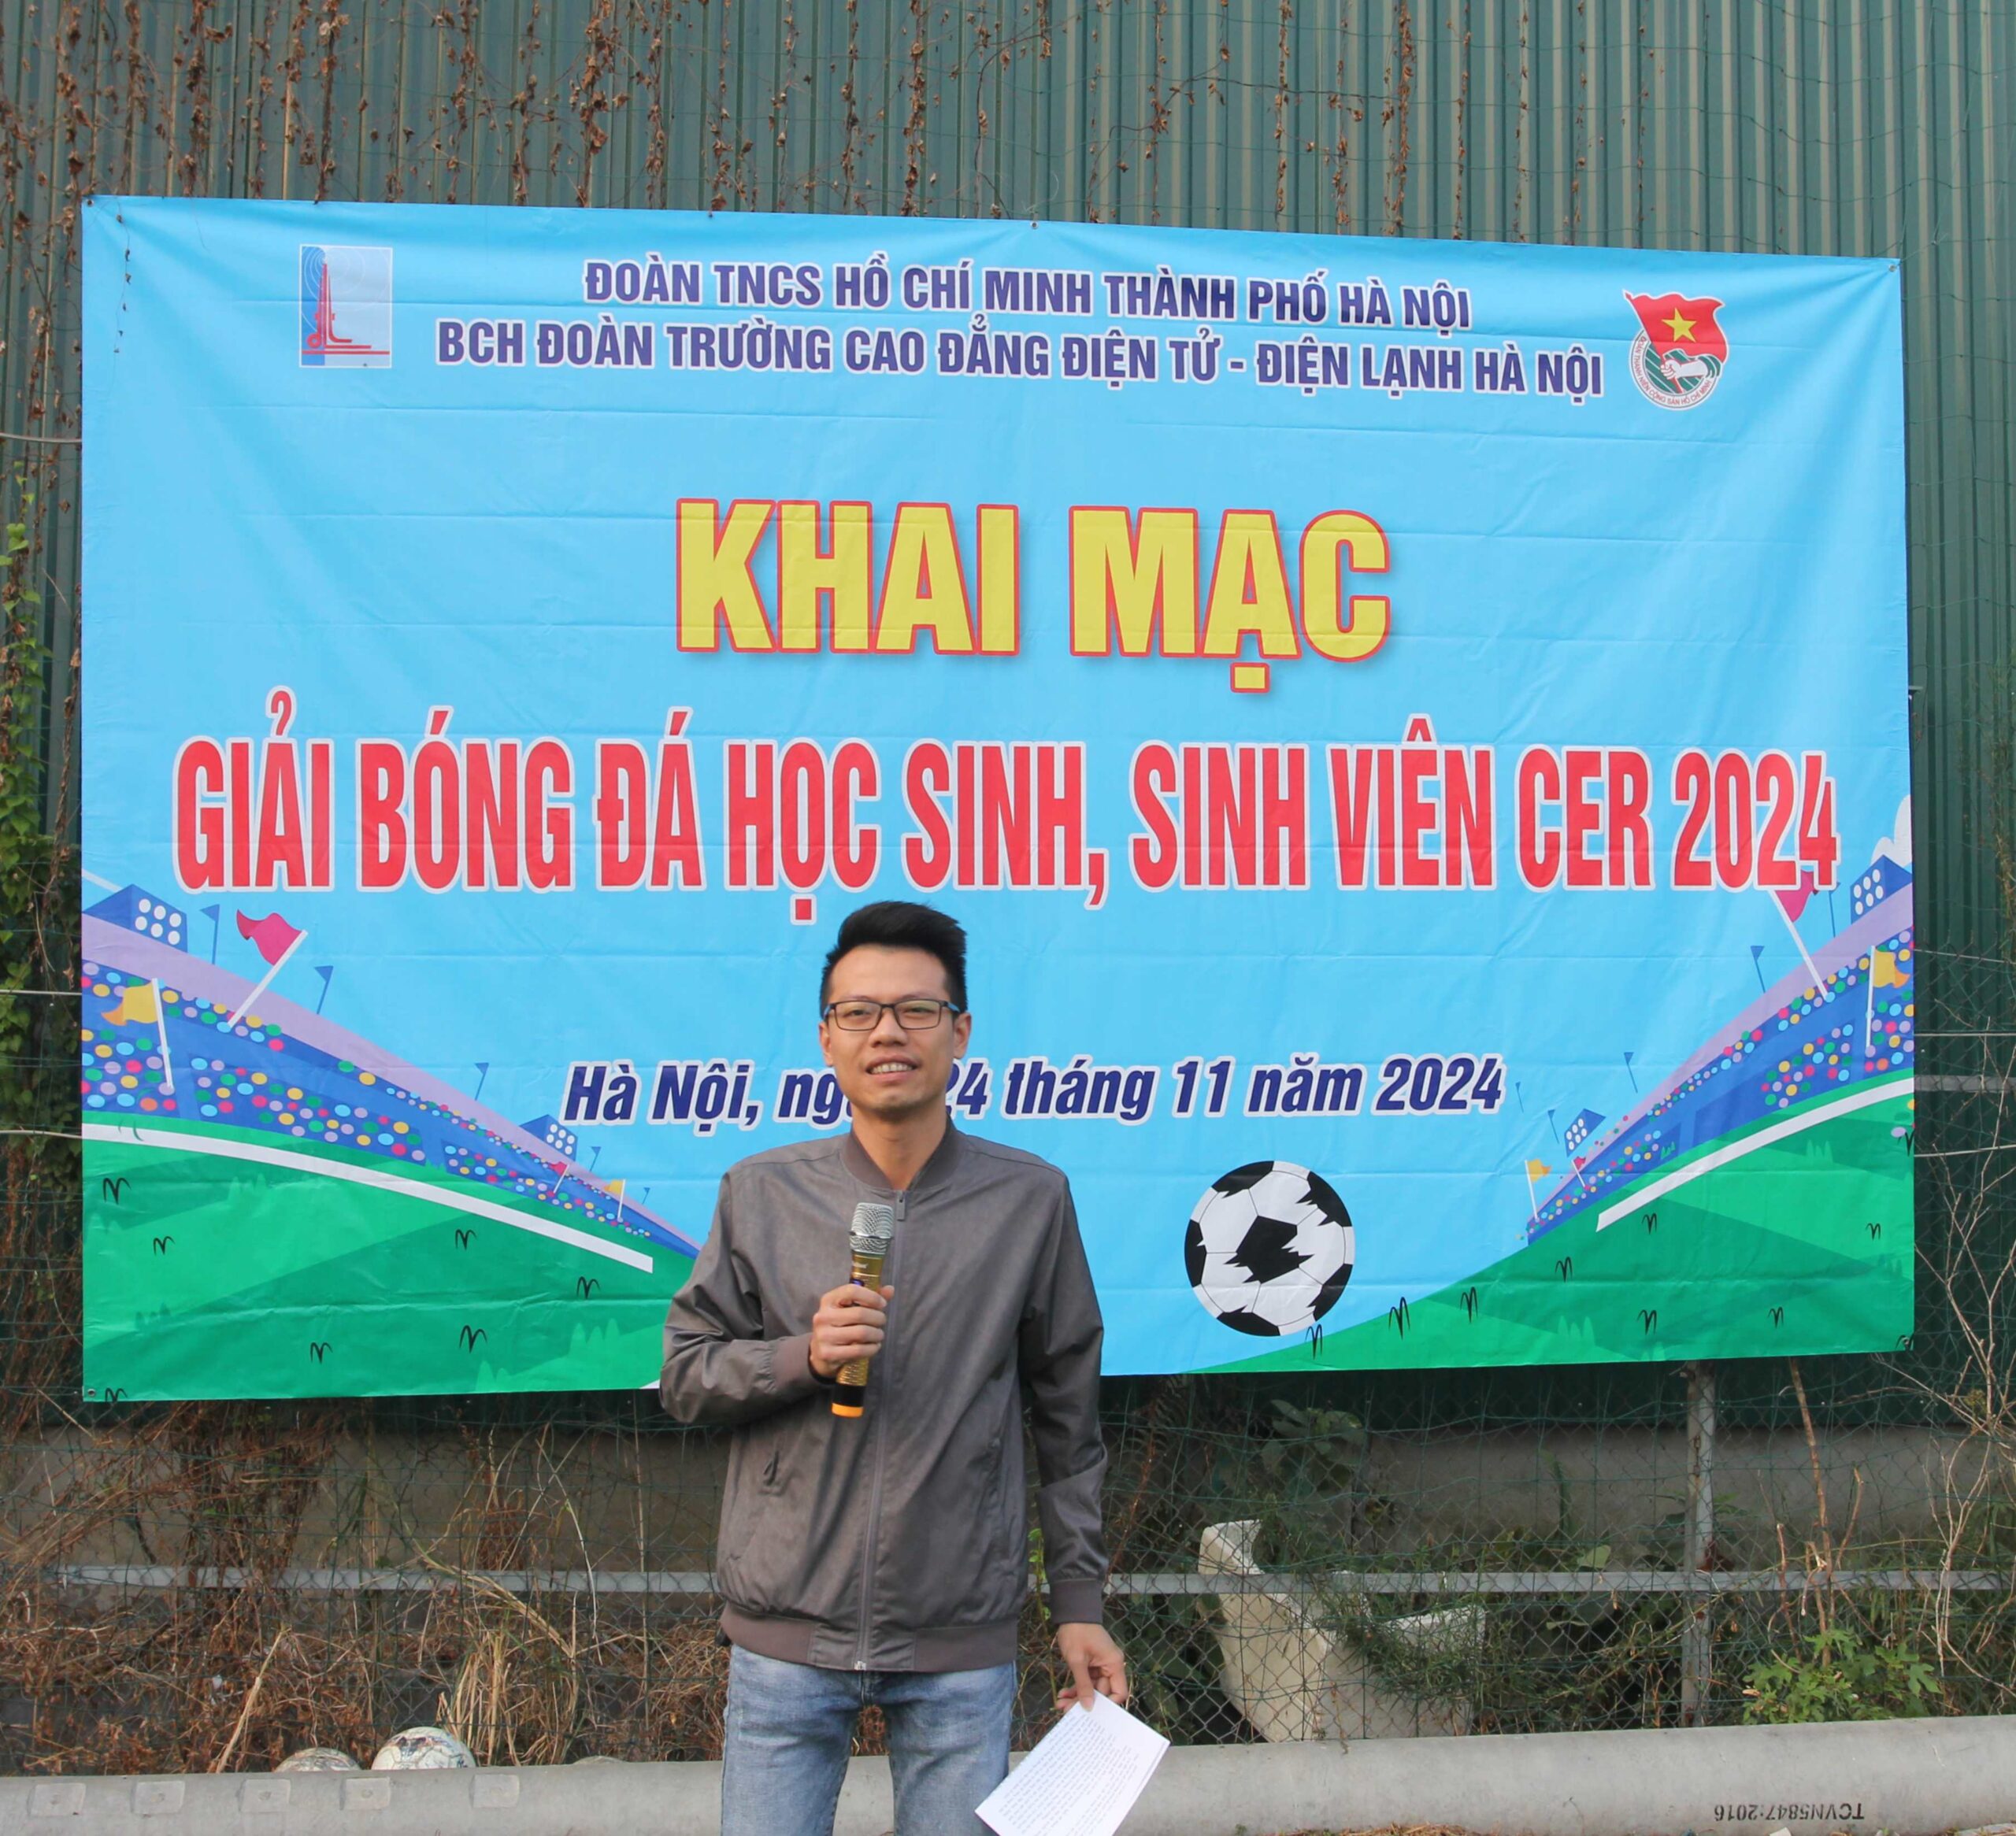 ĐOÀN TNCS HỒ CHÍ MINH THÀNH PHỐ HÀ NỘI
BCH ĐOÀN TRƯỜNG CAO ĐẲNG ĐIỆN TỬ - ĐIỆN LẠNH HÀ NỘI
KHAI MẠC
GIẢI BÓNG ĐÁ HỌC SINH, SINH VIÊN CER 2024
Hà Nội, ng 24 tháng 11 năm 2024
TCVN5847:2016